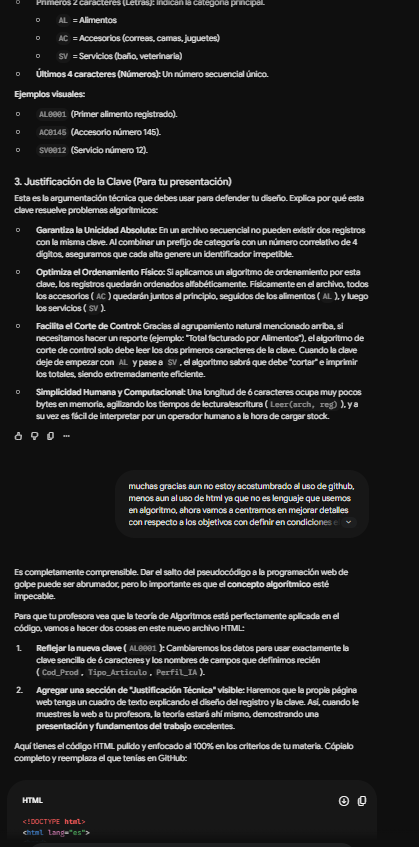 Primeros 2 caracteres (Letras): Indican la categoría principal.
AL = Alimentos
AC = Accesorios (correas, camas, juguetes)
SV = Servicios (baño, veterinaria)
Últimos 4 caracteres (Números): Un número secuencial único.
Ejemplos visuales:
AL0001 (Primer alimento registrado).
AC0145 (Accesorio número 145).
SV0012 (Servicio número 12).
3. Justificación de la Clave (Para tu presentación)
Esta es la argumentación técnica que debes usar para defender tu diseño. Explica por qué esta
clave resuelve problemas algorítmicos:
Garantiza la Unicidad Absoluta: En un archivo secuencial no pueden existir dos registros
con la misma clave. Al combinar un prefijo de categoría con un número correlativo de 4
dígitos, aseguramos que cada alta genere un identificador irrepetible.
Optimiza el Ordenamiento Físico: Si aplicamos un algoritmo de ordenamiento por esta
clave, los registros quedarán ordenados alfabéticamente. Físicamente en el archivo, todos
los accesorios ( AC ) quedarán juntos al principio, seguidos de los alimentos ( AL ), y luego
los servicios ( SV ).
Facilita el Corte de Control: Gracias al agrupamiento natural mencionado arriba, si
necesitamos hacer un reporte (ejemplo: "Total facturado por Alimentos"), el algoritmo de
corte de control solo debe leer los dos primeros caracteres de la clave. Cuando la clave
deje de empezar con AL y pase a SV , el algoritmo sabrá que debe "cortar" e imprimir
los totales, siendo extremadamente eficiente.
Simplicidad Humana y Computacional: Una longitud de 6 caracteres ocupa muy pocos
bytes en memoria, agilizando los tiempos de lectura/escritura ( Leer(arch, reg) ), y a
su vez es fácil de interpretar por un operador humano a la hora de cargar stock.
muchas gracias aun no estoy acostumbrado al uso de github,
menos aun al uso de html ya que no es lenguaje que usemos
en algoritmo, ahora vamos a centrarnos en mejorar detalles
con respecto a los objetivos con definir en condiciones
Es completamente comprensible. Dar el salto del pseudocódigo a la programación web de
golpe puede ser abrumador, pero lo importante es que el concepto algorítmico esté
impecable.
Para que tu profesora vea que la teoría de Algoritmos está perfectamente aplicada en el
código, vamos a hacer dos cosas en este nuevo archivo HTML:
1. Reflejar la nueva clave ( AL0001 ): Cambiaremos los datos para usar exactamente la
clave sencilla de 6 caracteres y los nombres de campos que definimos recién
( Cod_Prod , Tipo_Articulo , Perfil_IA ).
2. Agregar una sección de "Justificación Técnica" visible: Haremos que la propia página
web tenga un cuadro de texto explicando el diseño del registro y la clave. Así, cuando le
muestres la web a tu profesora, la teoría estará ahí mismo, demostrando una
presentación y fundamentos del trabajo excelentes.
Aquí tienes el código HTML pulido y enfocado al 100% en los criterios de tu materia. Cópialo
completo y reemplaza el que tenías en GitHub:
HTML
<!DOCTYPE html>
<html lang="es">